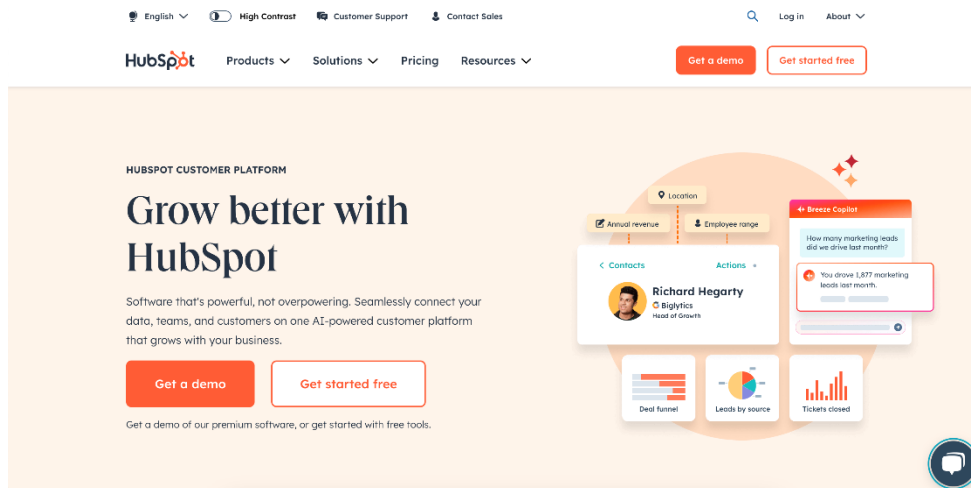 English
High Contrast
Customer Support
Contact Sales
Log in
About
HubSpot
Products
Solutions
Pricing
Resources
Get a demo
Get started free
HUBSPOT CUSTOMER PLATFORM
Grow better with
HubSpot
Software that's powerful, not overpowering. Seamlessly connect your
data, teams, and customers on one AI-powered customer platform
that grows with your business.
Get a demo
Get started free
Get a demo of our premium software, or get started with free tools.
Location
Annual revenue
Employee range
Contacts
Actions
Richard Hegarty
Biglytics
Head of Growth
Breeze Copilot
How many marketing leads
did we drive last month?
You drove 1,877 marketing
leads last month.
Deal funnel
Leads by source
Tickets closed